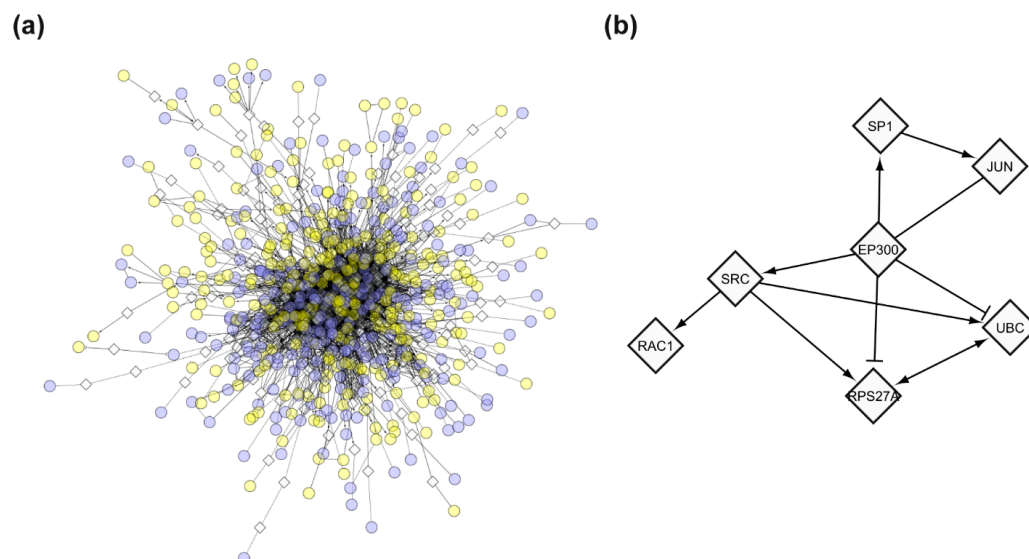 (a)
(b)
SP1
JUN
EP300
SRC
UBC
RAC1
RPS27A